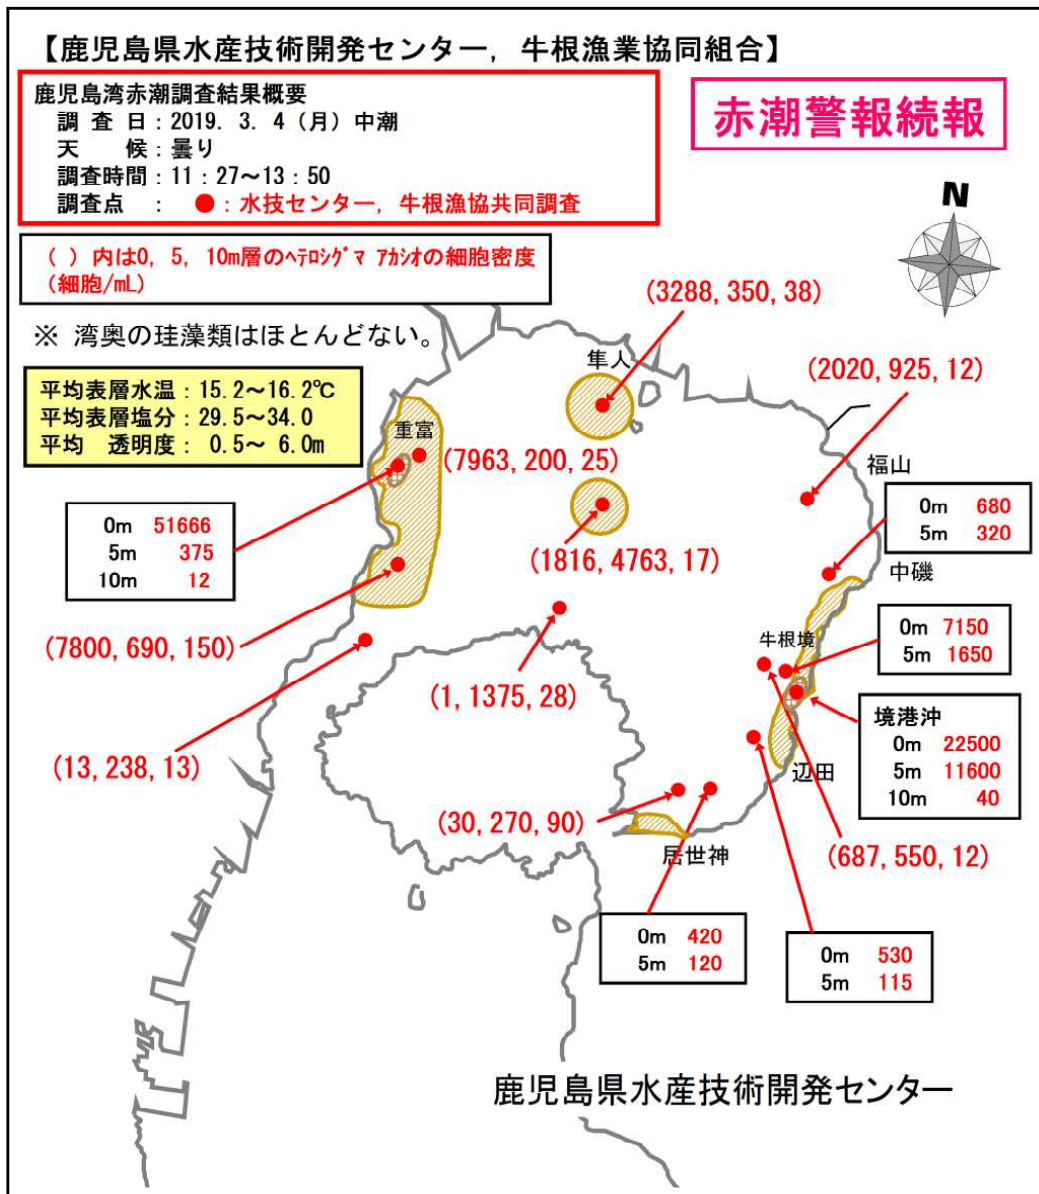 【鹿児島県水産技術開発センター，牛根漁業協同組合】
鹿児島湾赤潮調査結果概要
調 査 日：2019. 3. 4（月）中潮
天　　候：曇り
調査時間：11：27～13：50
調査点　：　●：水技センター，牛根漁協共同調査
赤潮警報続報
（ ）内は0, 5, 10m層のﾍﾃﾛｼｸﾞﾏ ｱｶｼｵの細胞密度
(細胞/mL)
N
※ 湾奥の珪藻類はほとんどない。
平均表層水温：15.2～16.2℃
平均表層塩分：29.5～34.0
平均　透明度： 0.5～ 6.0m
(3288, 350, 38)
隼人
(2020, 925, 12)
重富
(7963, 200, 25)
福山
0m 51666
5m 375
10m 12
0m 680
5m 320
(1816, 4763, 17)
中磯
(7800, 690, 150)
牛根境
0m 7150
5m 1650
(1, 1375, 28)
境港沖
0m 22500
5m 11600
10m 40
(13, 238, 13)
辺田
(30, 270, 90)
居世神
(687, 550, 12)
0m 420
5m 120
0m 530
5m 115
鹿児島県水産技術開発センター